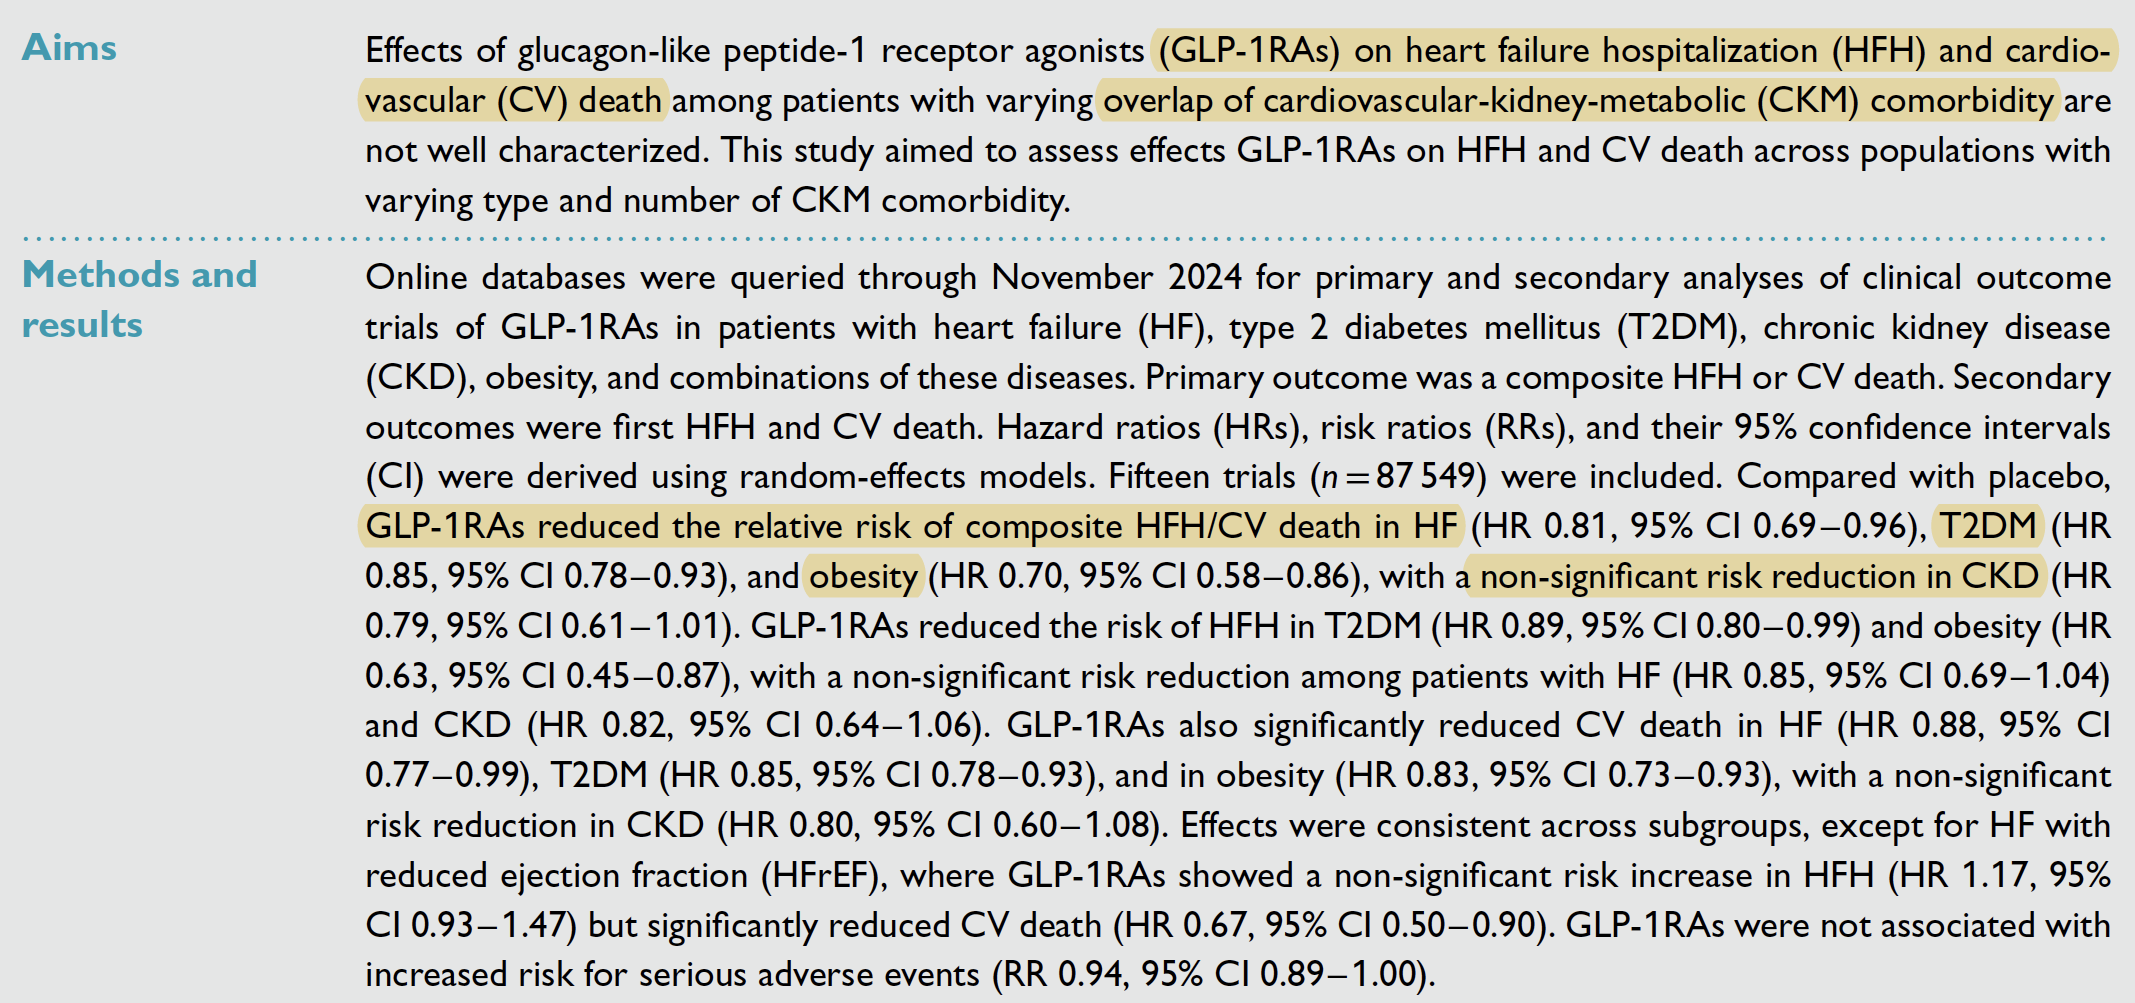 Aims
Effects of glucagon-like peptide-1 receptor agonists (GLP-1RAs) on heart failure hospitalization (HFH) and cardio-
vascular (CV) death among patients with varying overlap of cardiovascular-kidney-metabolic (CKM) comorbidity are
not well characterized. This study aimed to assess effects GLP-1RAs on HFH and CV death across populations with
varying type and number of CKM comorbidity.
Methods and
results
Online databases were queried through November 2024 for primary and secondary analyses of clinical outcome
trials of GLP-1RAs in patients with heart failure (HF), type 2 diabetes mellitus (T2DM), chronic kidney disease
(CKD), obesity, and combinations of these diseases. Primary outcome was a composite HFH or CV death. Secondary
outcomes were first HFH and CV death. Hazard ratios (HRs), risk ratios (RRs), and their 95% confidence intervals
(CI) were derived using random-effects models. Fifteen trials (n = 87 549) were included. Compared with placebo,
GLP-1RAs reduced the relative risk of composite HFH/CV death in HF (HR 0.81, 95% CI 0.69–0.96), T2DM (HR
0.85, 95% CI 0.78–0.93), and obesity (HR 0.70, 95% CI 0.58–0.86), with a non-significant risk reduction in CKD (HR
0.79, 95% CI 0.61–1.01). GLP-1RAs reduced the risk of HFH in T2DM (HR 0.89, 95% CI 0.80–0.99) and obesity (HR
0.63, 95% CI 0.45–0.87), with a non-significant risk reduction among patients with HF (HR 0.85, 95% CI 0.69–1.04)
and CKD (HR 0.82, 95% CI 0.64–1.06). GLP-1RAs also significantly reduced CV death in HF (HR 0.88, 95% CI
0.77–0.99), T2DM (HR 0.85, 95% CI 0.78–0.93), and in obesity (HR 0.83, 95% CI 0.73–0.93), with a non-significant
risk reduction in CKD (HR 0.80, 95% CI 0.60–1.08). Effects were consistent across subgroups, except for HF with
reduced ejection fraction (HFrEF), where GLP-1RAs showed a non-significant risk increase in HFH (HR 1.17, 95%
CI 0.93–1.47) but significantly reduced CV death (HR 0.67, 95% CI 0.50–0.90). GLP-1RAs were not associated with
increased risk for serious adverse events (RR 0.94, 95% CI 0.89–1.00).